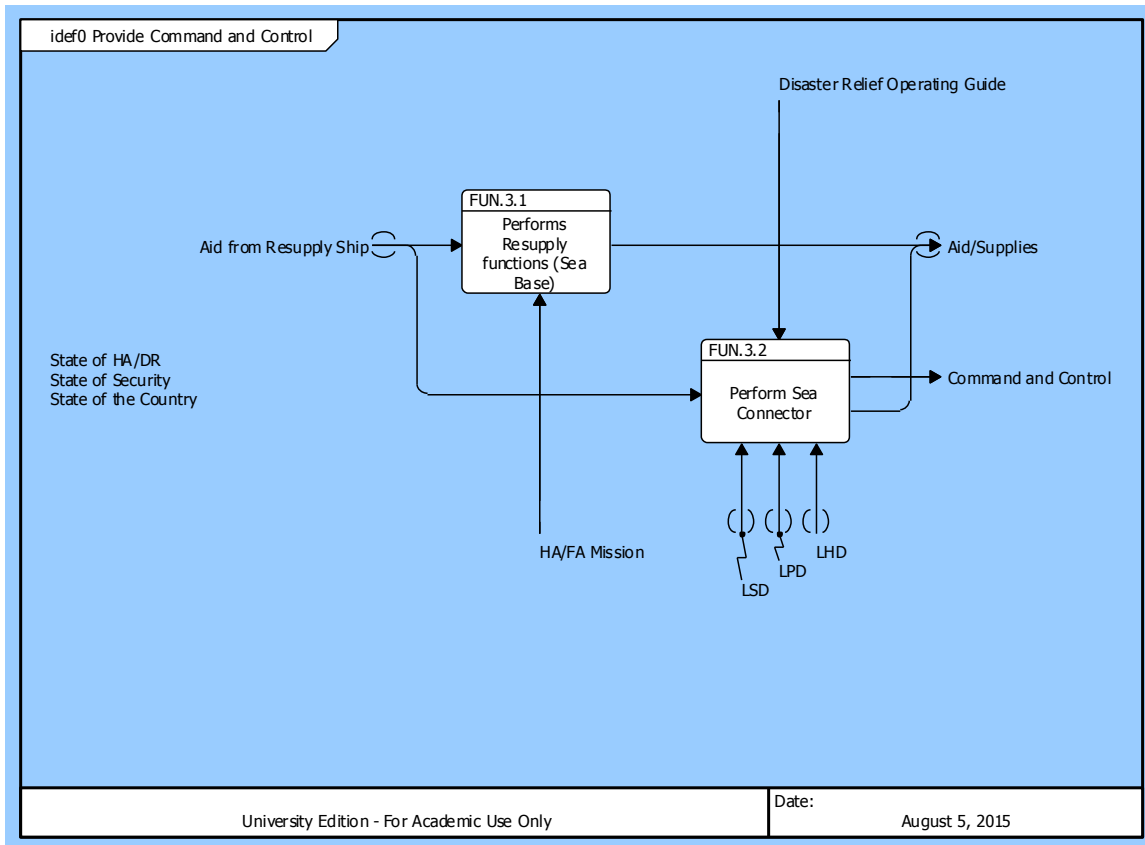 idef0 Provide Command and Control
Disaster Relief Operating Guide
FUN.3.1
Performs
Resupply
functions (Sea
Base)
Aid from Resupply Ship
Aid/Supplies
FUN.3.2
Perform Sea
Connector
State of HA/DR
State of Security
State of the Country
Command and Control
HA/FA Mission
LSD
LPD
LHD
University Edition - For Academic Use Only
Date:
August 5, 2015